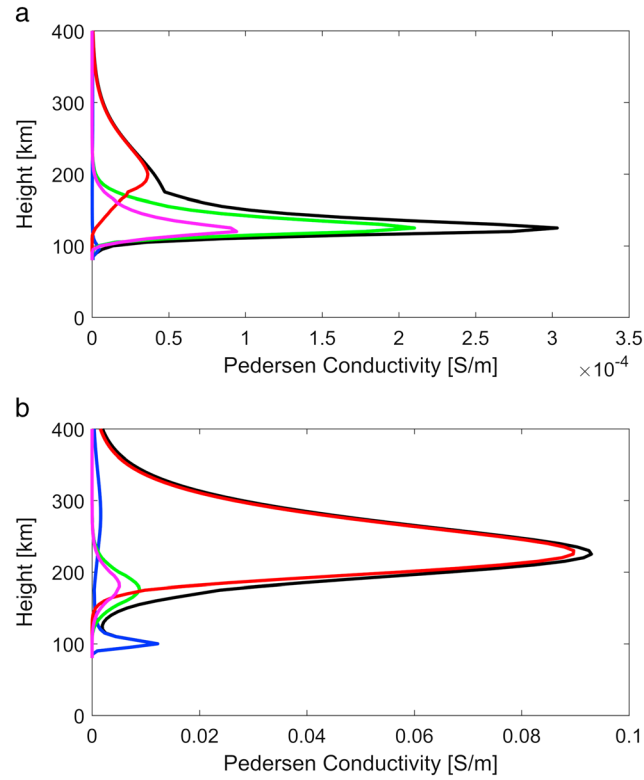 a
400
300
200
100
0
Height [km]
0 0.5 1 1.5 2 2.5 3 3.5
Pedersen Conductivity [S/m]
×10⁻⁴
b
400
300
200
100
0
Height [km]
0 0.02 0.04 0.06 0.08 0.1
Pedersen Conductivity [S/m]